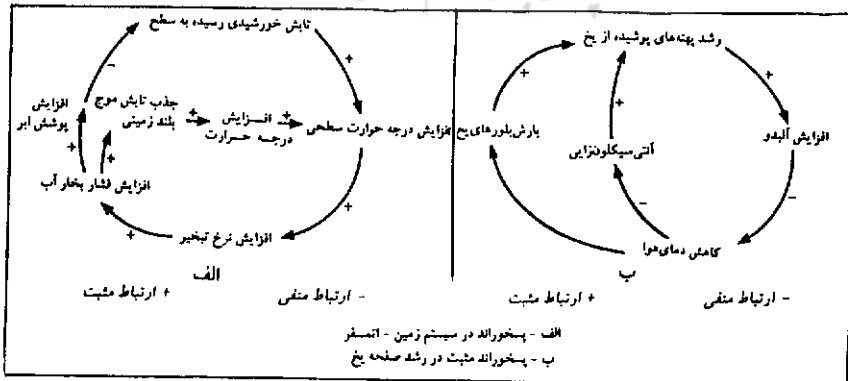 تابش خورشیدی رسیده به سطح
+
−
افزایش
پوشش ابر
جذب تابش موج
بلند زمینی
+
افزایش
درجه حرارت
+
افزایش درجه حرارت سطحی
+
+
افزایش فشار بخار آب
+
افزایش نرخ تبخیر
+
الف
+ ارتباط مثبت
− ارتباط منفی
رشد پهنه‌های پوشیده از یخ
+
+
بارش بلورهای یخ
+
آنتی‌سیکلون‌زایی
افزایش آلبدو
−
−
کاهش دمای هوا
ب
+ ارتباط مثبت
− ارتباط منفی
الف - پسخوراند در سیستم زمین - اتمسفر
ب - پسخوراند مثبت در رشد صفحه یخ